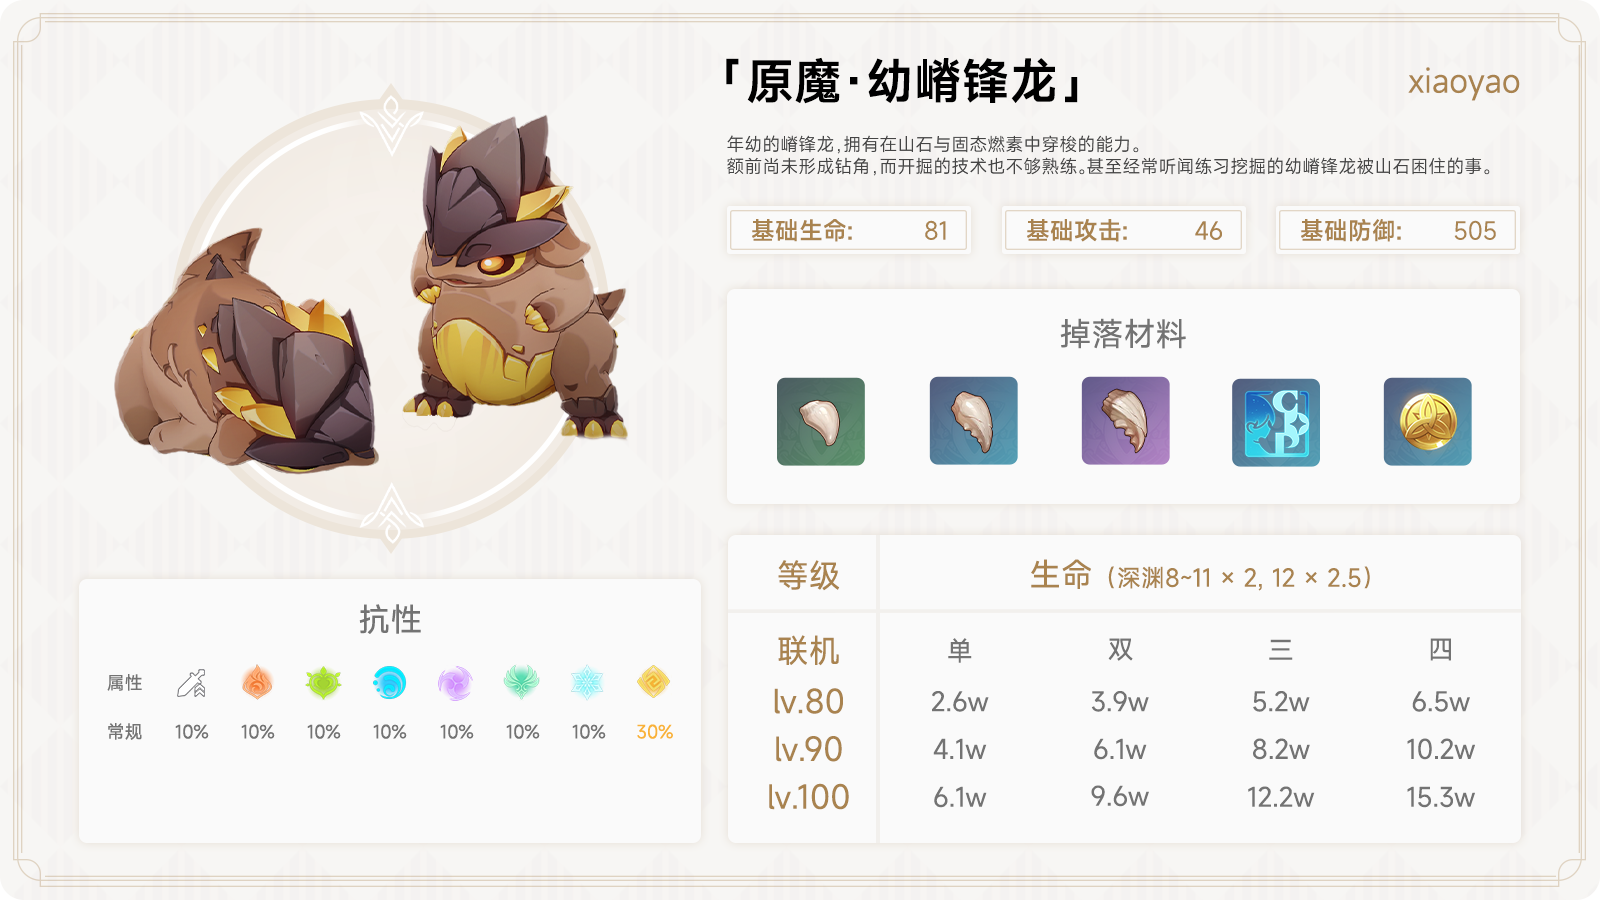 「原魔·幼嵴锋龙」
xiaoyao
年幼的嵴锋龙,拥有在山石与固态燃素中穿梭的能力。
额前尚未形成钻角,而开掘的技术也不够熟练。甚至经常听闻练习挖掘的幼嵴锋龙被山石困住的事。
基础生命: 81
基础攻击: 46
基础防御: 505
掉落材料
等级 生命 (深渊8~11 × 2, 12 × 2.5)
联机 单 双 三 四
lv.80 2.6w 3.9w 5.2w 6.5w
lv.90 4.1w 6.1w 8.2w 10.2w
lv.100 6.1w 9.6w 12.2w 15.3w
抗性
属性
常规 10% 10% 10% 10% 10% 10% 10% 30%